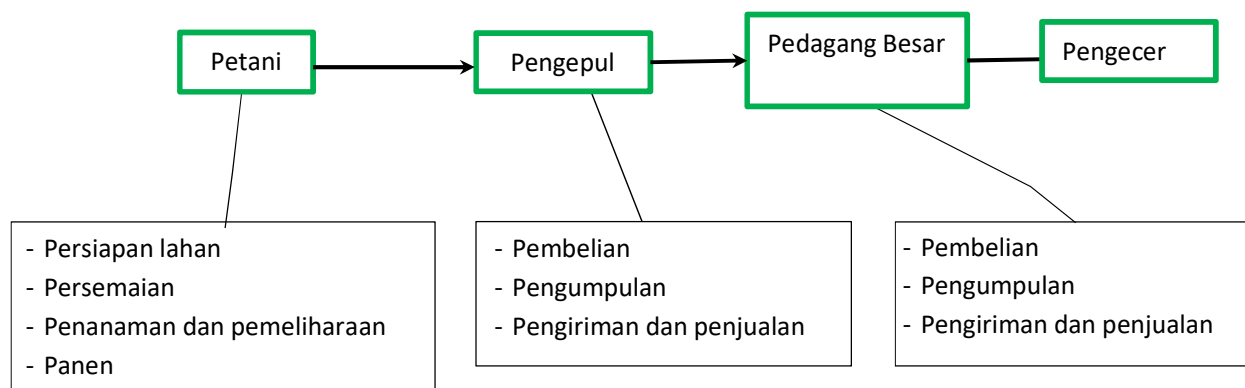 Petani
Pengepul
Pedagang Besar
Pengecer
- Persiapan lahan
- Persemaian
- Penanaman dan pemeliharaan
- Panen
- Pembelian
- Pengumpulan
- Pengiriman dan penjualan
- Pembelian
- Pengumpulan
- Pengiriman dan penjualan